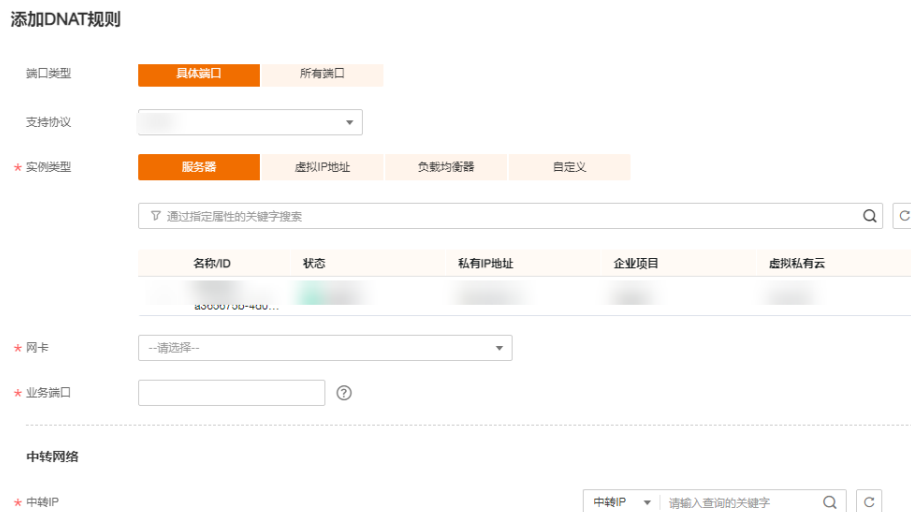 添加DNAT规则
端口类型 具体端口 所有端口
支持协议
* 实例类型 服务器 虚拟IP地址 负载均衡器 自定义
通过指定属性的关键字搜索
名称/ID 状态 私有IP地址 企业项目 虚拟私有云
* 网卡 --请选择--
* 业务端口
中转网络
* 中转IP 中转IP 请输入查询的关键字